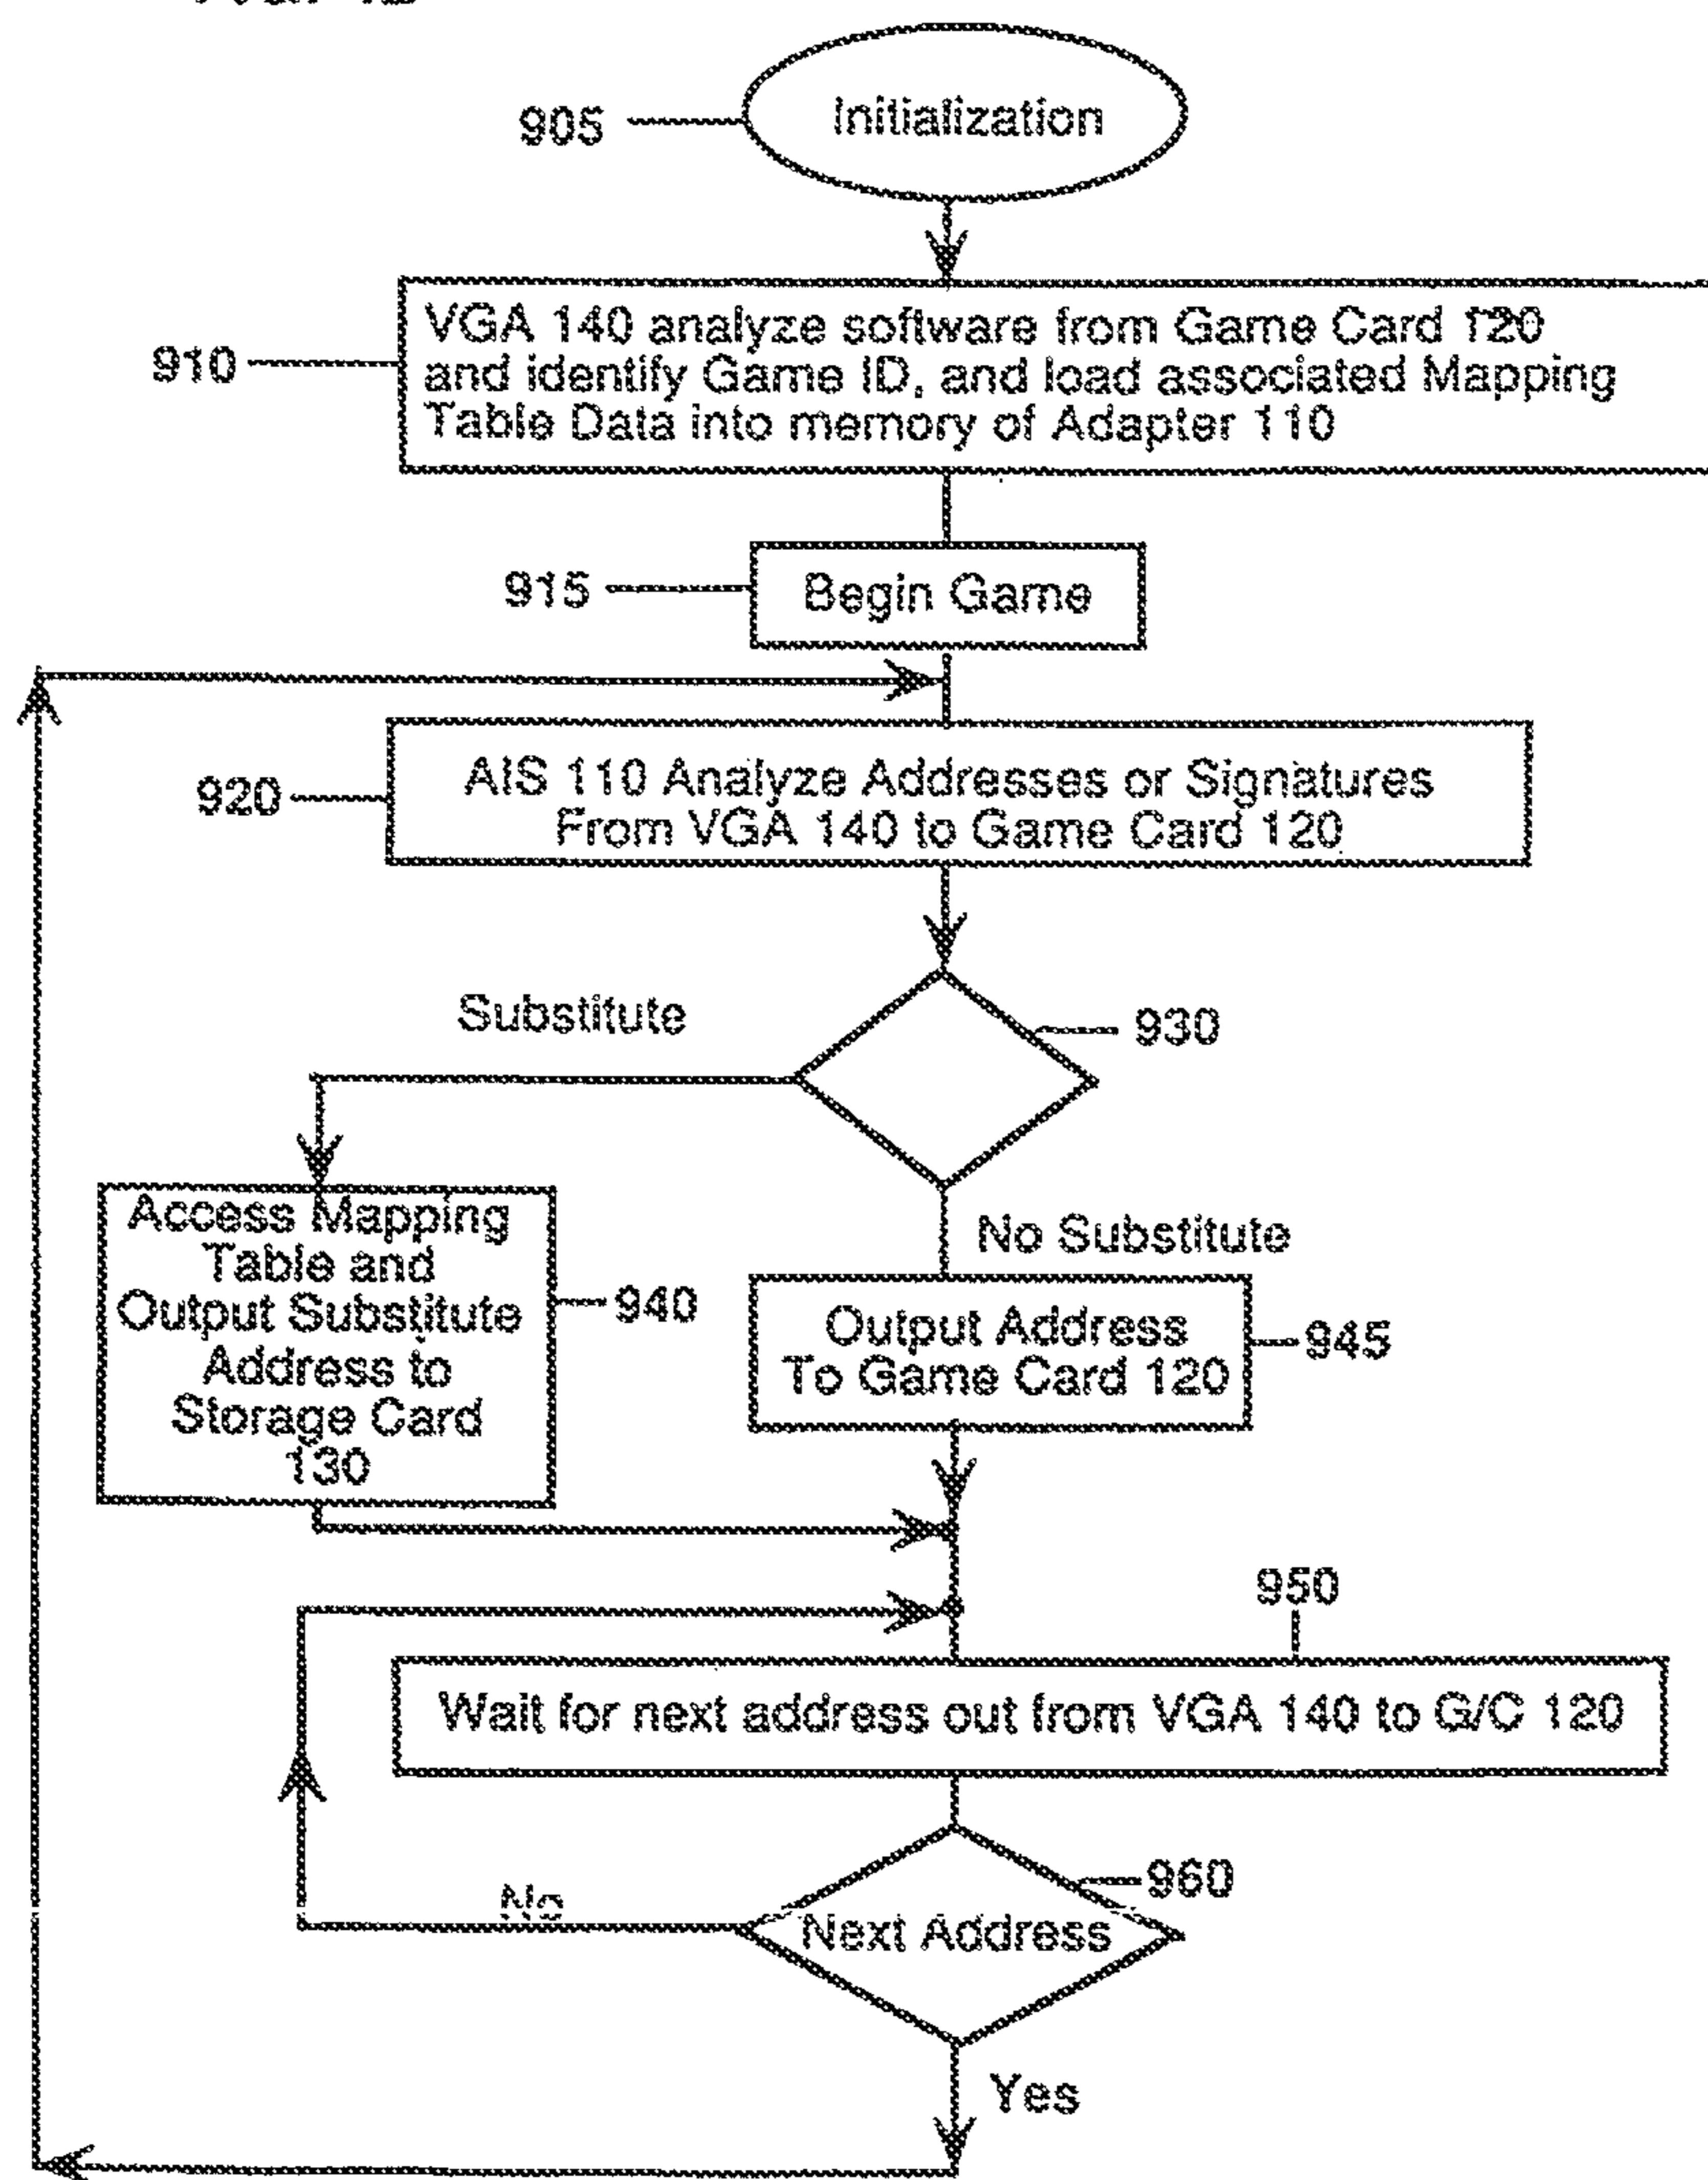 905
Initialization
910
VGA 140 analyze software from Game Card 120
and identify Game ID, and load associated Mapping
Table Data into memory of Adapter 110
915
Begin Game
920
AIS 110 Analyze Addresses or Signatures
From VGA 140 to Game Card 120
Substitute
930
Access Mapping
Table and
Output Substitute
Address to
Storage Card
130
940
No Substitute
Output Address
To Game Card 120
945
950
Wait for next address out from VGA 140 to G/C 120
960
No
Next Address
Yes